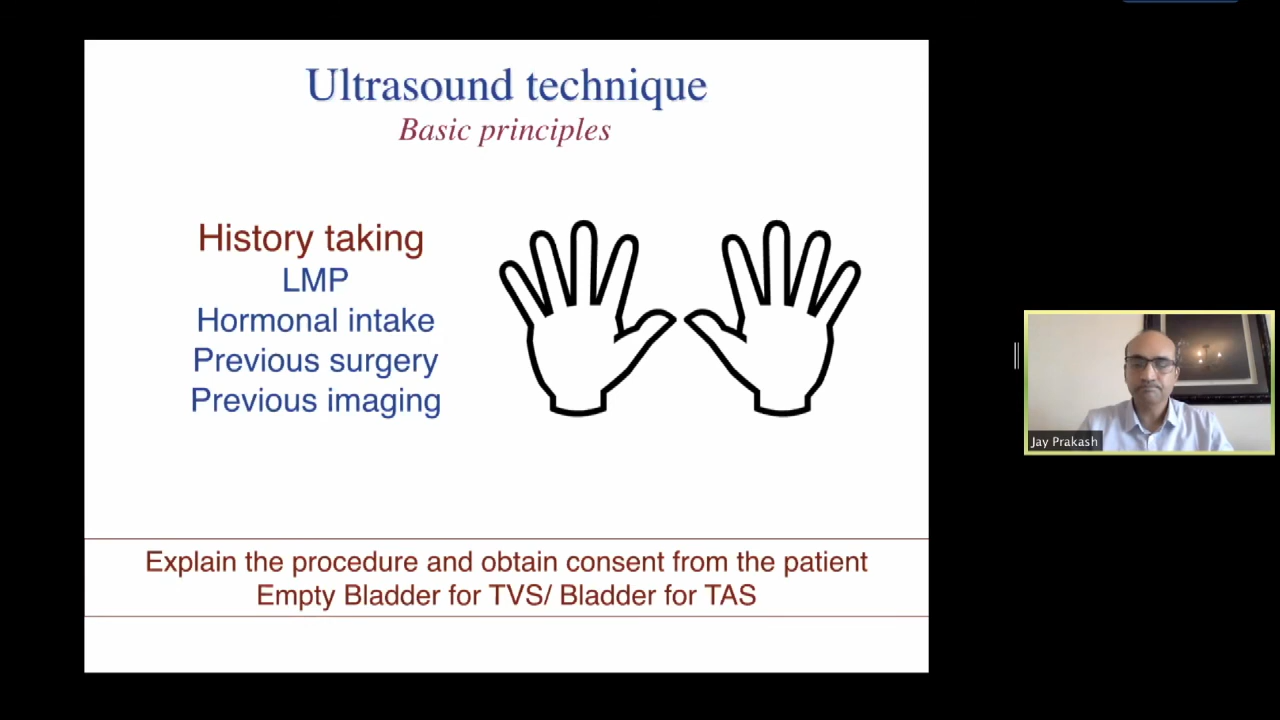 Ultrasound technique
Basic principles
History taking
LMP
Hormonal intake
Previous surgery
Previous imaging
Explain the procedure and obtain consent from the patient
Empty Bladder for TVS/ Bladder for TAS
Jay Prakash